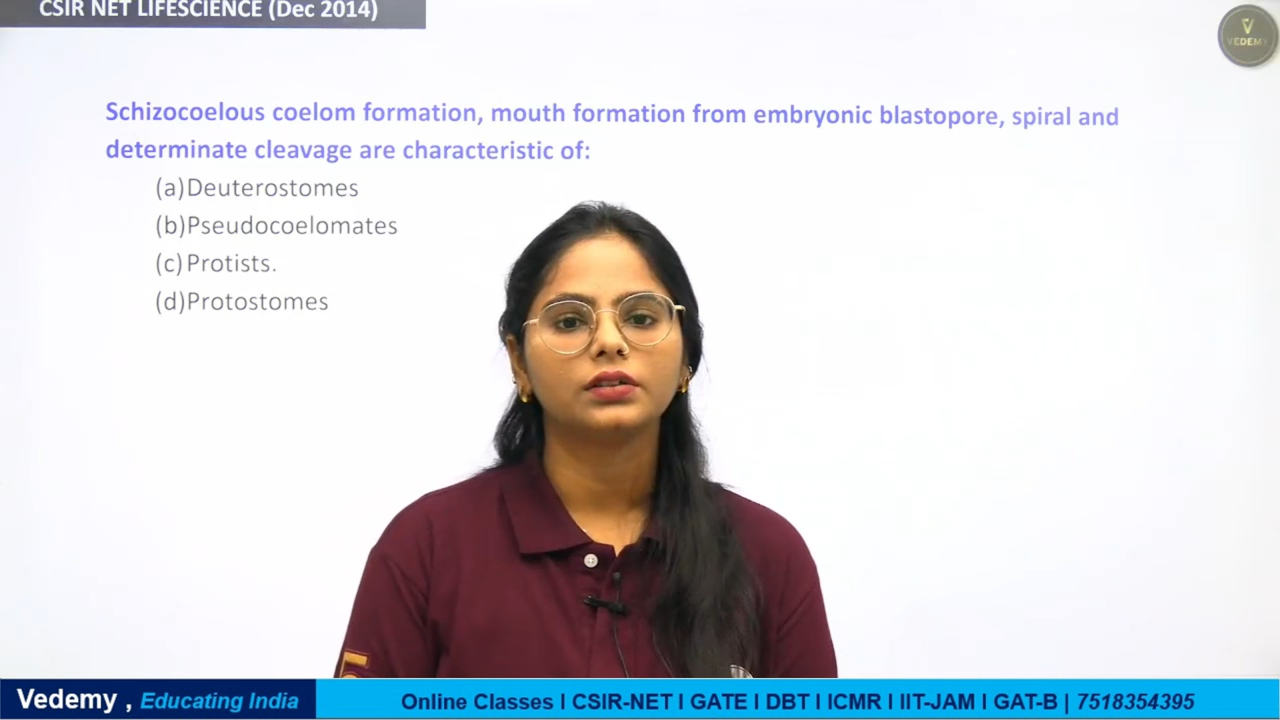 CSIR NET LIFESCIENCE (Dec 2014)
V
VEDEMY
Schizocoelous coelom formation, mouth formation from embryonic blastopore, spiral and
determinate cleavage are characteristic of:
(a)Deuterostomes
(b)Pseudocoelomates
(c)Protists.
(d)Protostomes
Vedemy , Educating India
Online Classes I CSIR-NET I GATE I DBT I ICMR I IIT-JAM I GAT-B | 7518354395